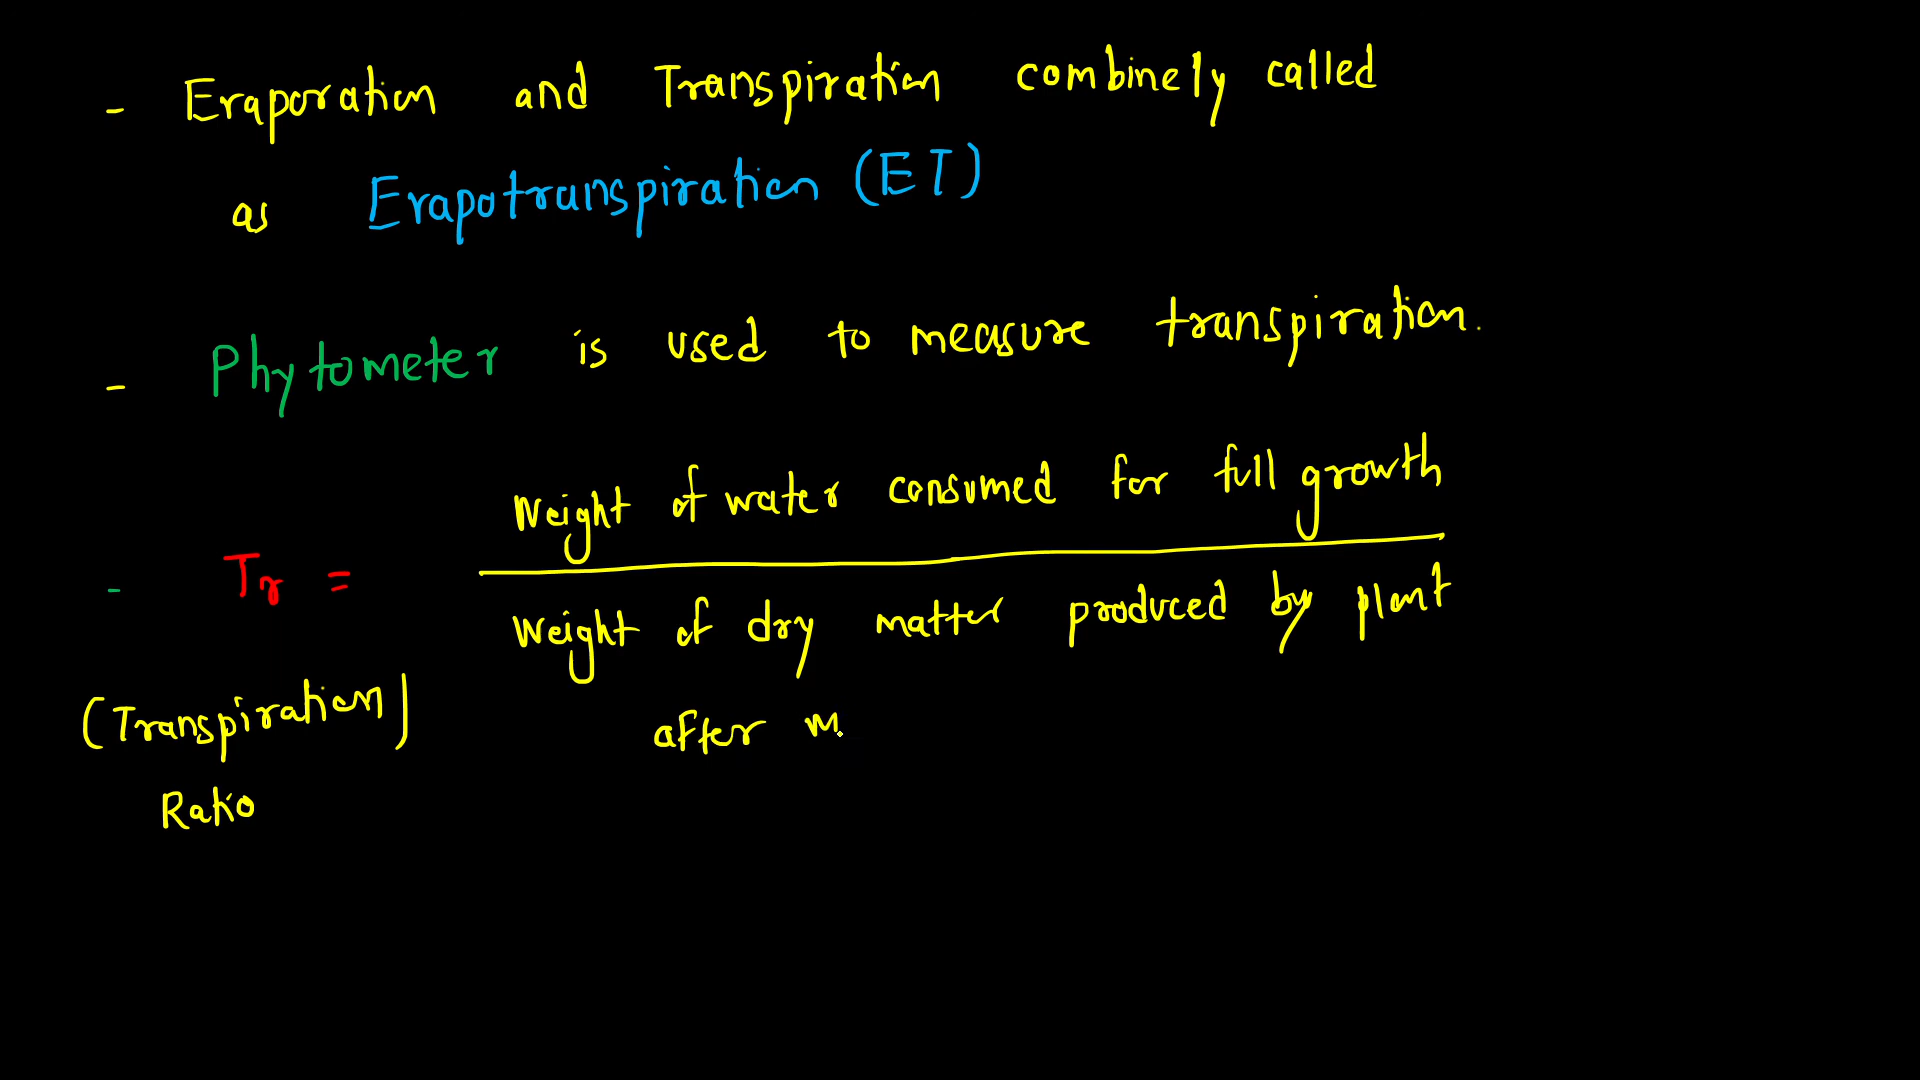 - Evaporation and Transpiration combinely called
as Evapotranspiration (ET)
- Phytometer is used to measure transpiration.
Weight of water consumed for full growth
- Tr =
Weight of dry matter produced by plant
(Transpiration)
after m
Ratio